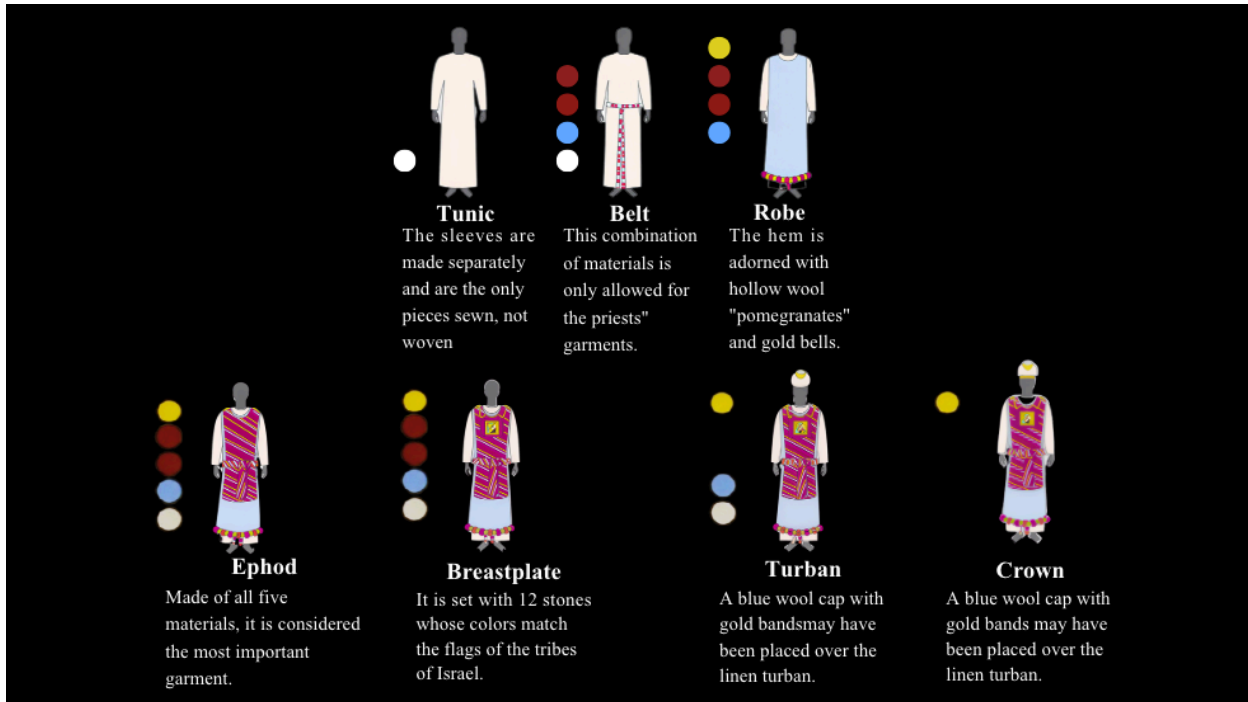 Tunic
The sleeves are
made separately
and are the only
pieces sewn, not
woven
Belt
This combination
of materials is
only allowed for
the priests"
garments.
Robe
The hem is
adorned with
hollow wool
"pomegranates"
and gold bells.
Ephod
Made of all five
materials, it is considered
the most important
garment.
Breastplate
It is set with 12 stones
whose colors match
the flags of the tribes
of Israel.
Turban
A blue wool cap with
gold bandsmay have
been placed over the
linen turban.
Crown
A blue wool cap with
gold bands may have
been placed over the
linen turban.